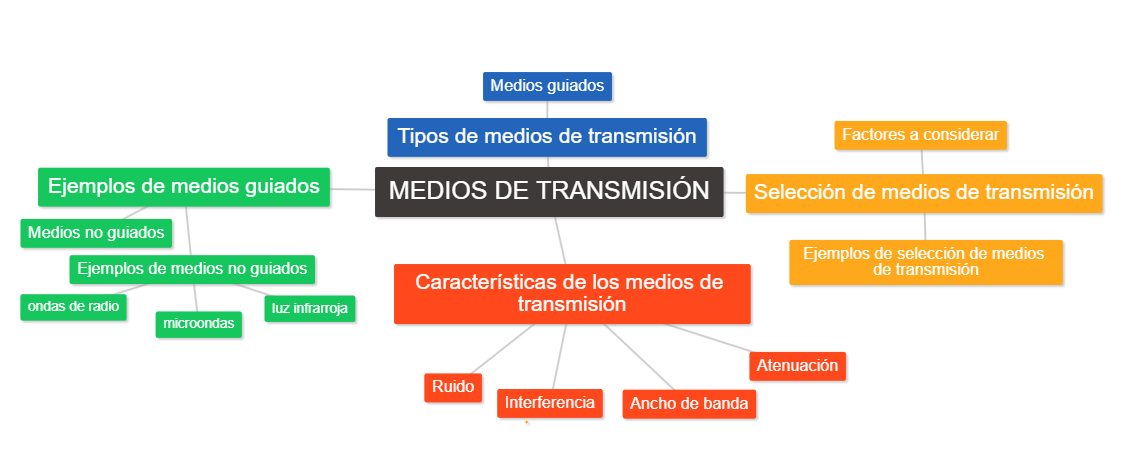 Medios guiados
Tipos de medios de transmisión
Factores a considerar
Ejemplos de medios guiados
MEDIOS DE TRANSMISIÓN
Selección de medios de transmisión
Medios no guiados
Ejemplos de medios no guiados
ondas de radio
microondas
luz infrarroja
Ejemplos de selección de medios
de transmisión
Características de los medios de
transmisión
Ruido
Interferencia
Ancho de banda
Atenuación